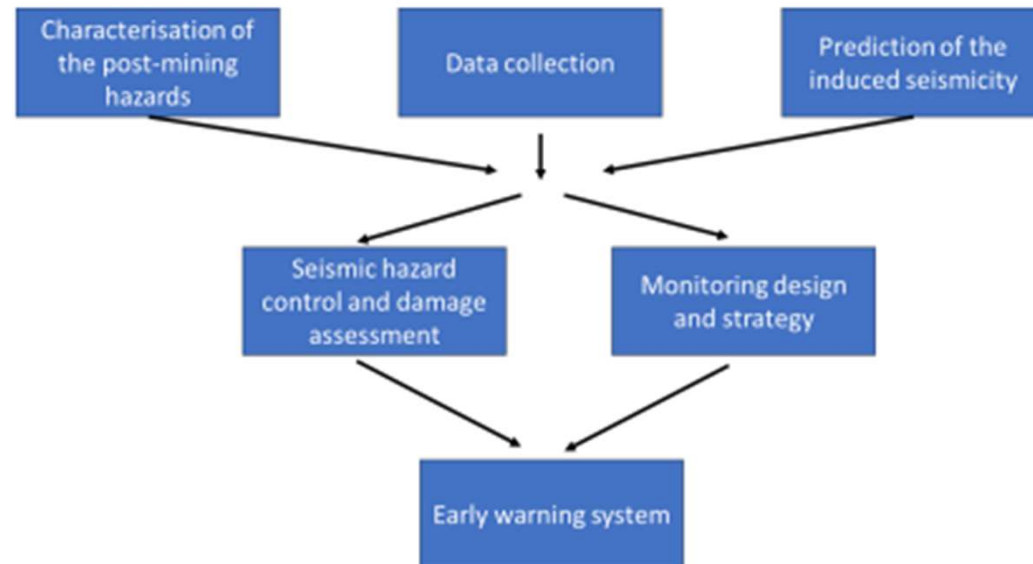 Characterisation of
the post-mining
hazards
Data collection
Prediction of the
induced seismicity
Seismic hazard
control and damage
assessment
Monitoring design
and strategy
Early warning system